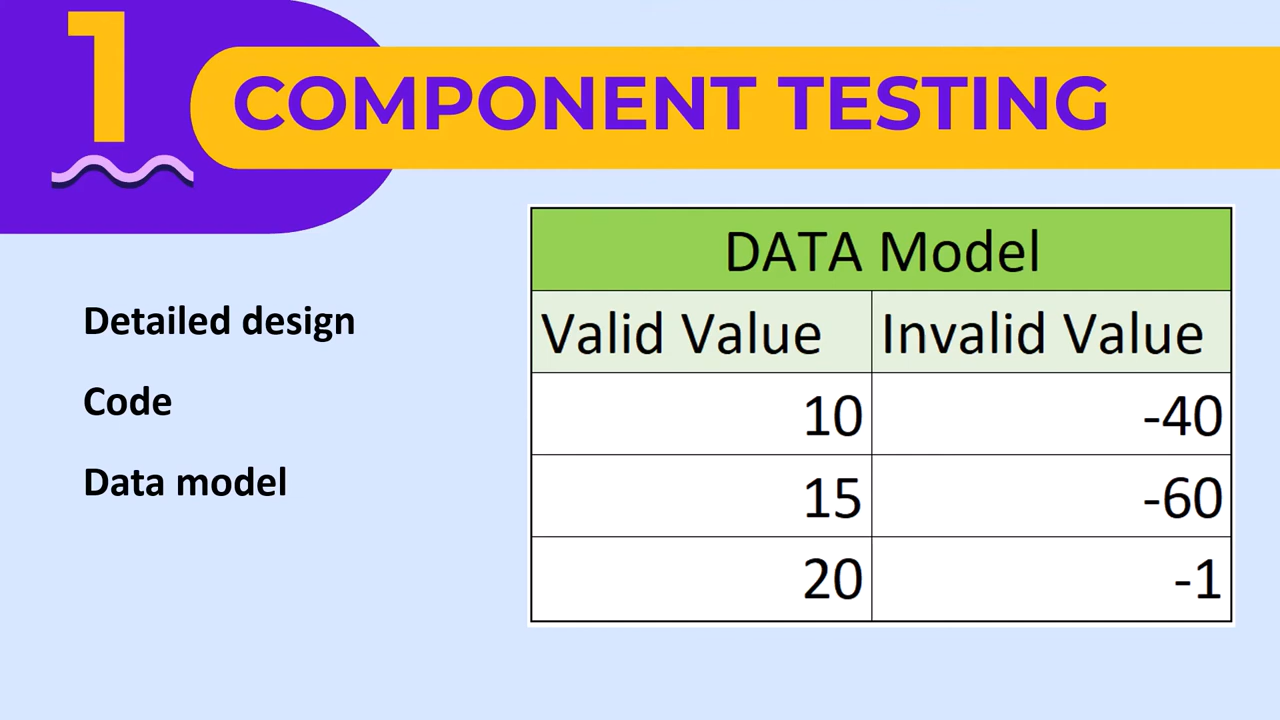 1
COMPONENT TESTING
Detailed design
Code
Data model
DATA Model
Valid Value Invalid Value
10 -40
15 -60
20 -1